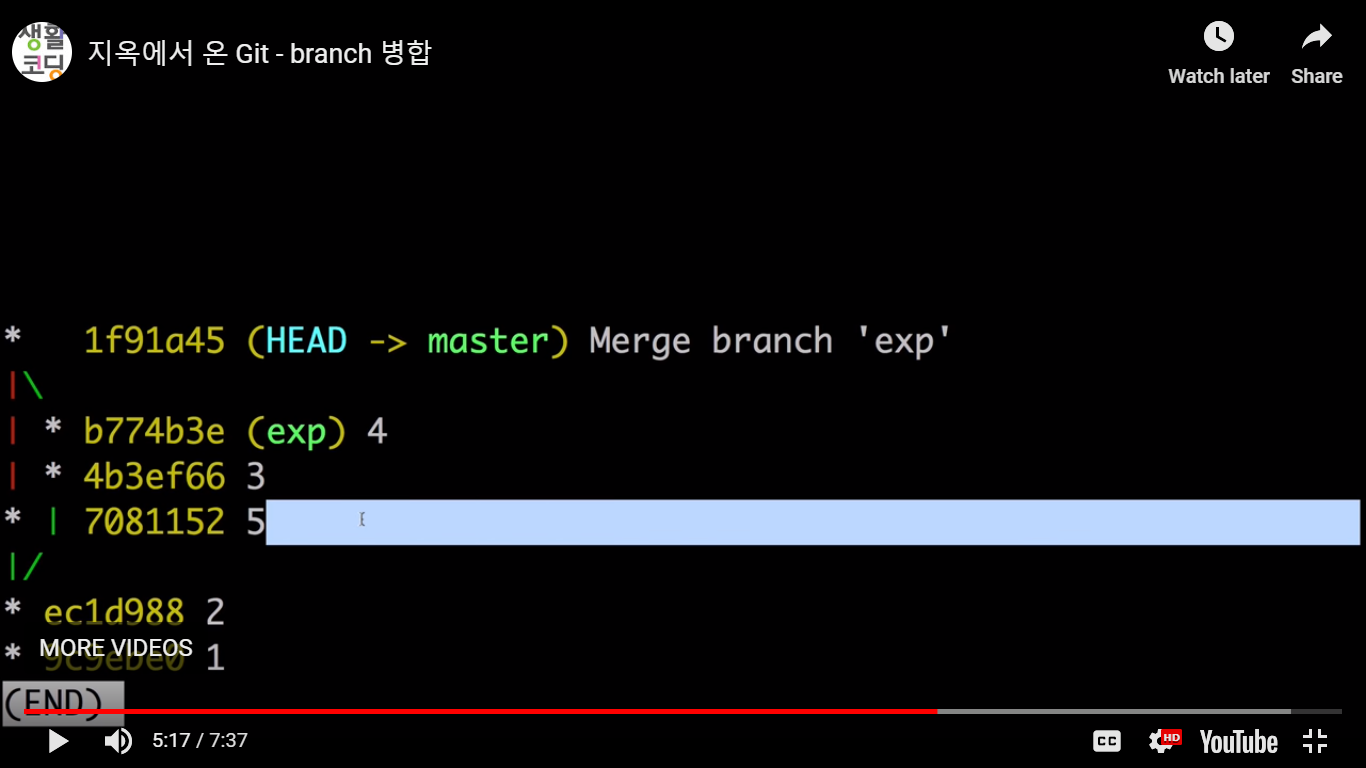 생활
코딩
지옥에서 온 Git - branch 병합
Watch later
Share
* 1f91a45 (HEAD -> master) Merge branch 'exp'
|\
| * b774b3e (exp) 4
| * 4b3ef66 3
* | 7081152 5
|/
* ec1d988 2
MORE VIDEOS
* 9c9ebe0 1
(END)
5:17 / 7:37
CC
HD
YouTube